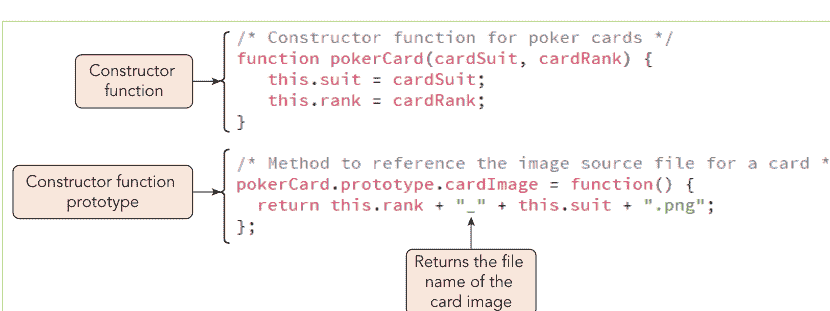 /* Constructor function for poker cards */
function pokerCard(cardSuit, cardRank) {
this.suit = cardSuit;
this.rank = cardRank;
}
Constructor
function
/* Method to reference the image source file for a card *
pokerCard.prototype.cardImage = function() {
return this.rank + "_" + this.suit + ".png";
};
Constructor function
prototype
Returns the file
name of the
card image